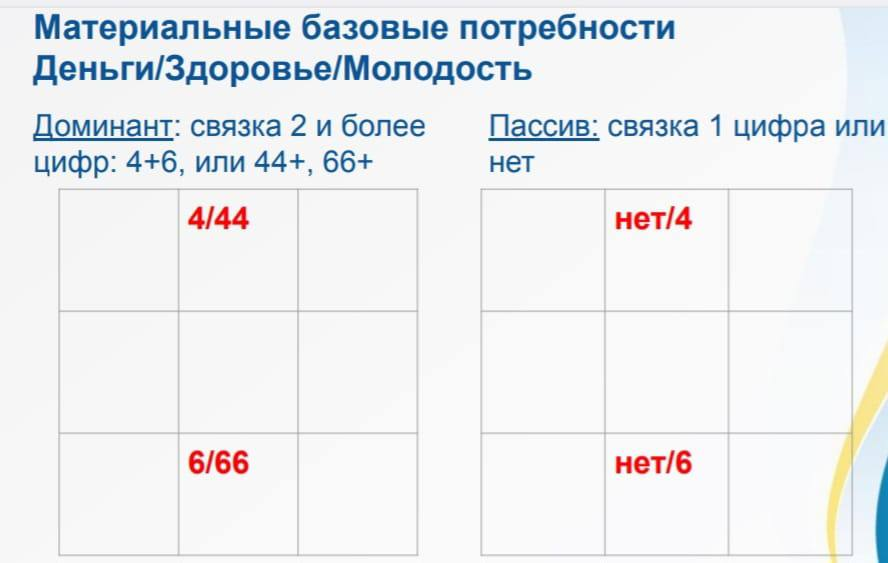 Материальные базовые потребности
Деньги/Здоровье/Молодость
Доминант: связка 2 и более
цифр: 4+6, или 44+, 66+
Пассив: связка 1 цифра или
нет
4/44
6/66
нет/4
нет/6